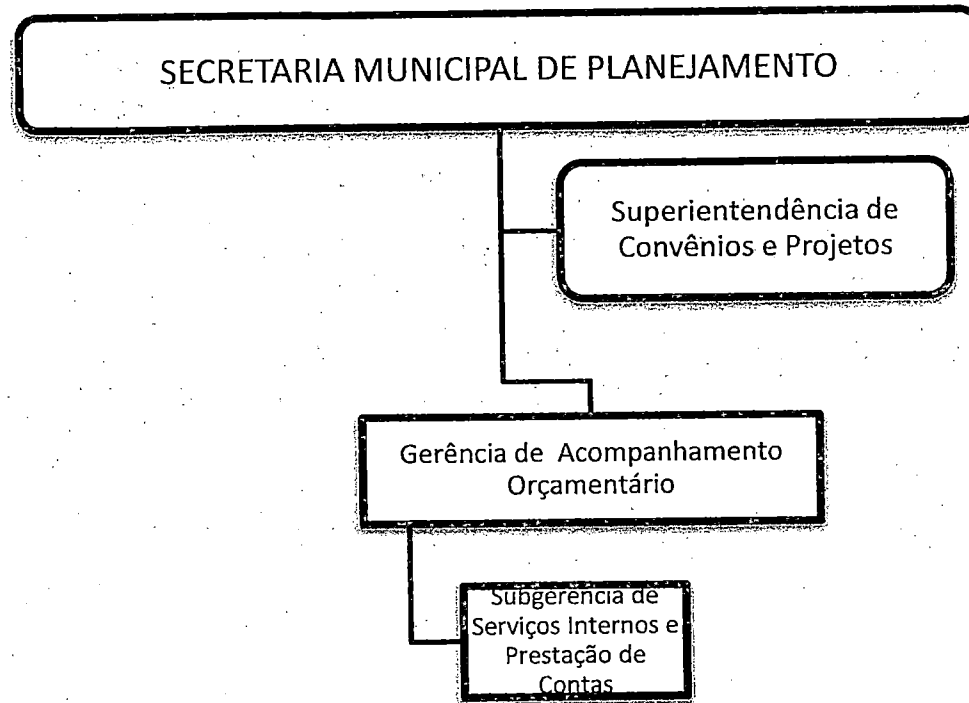 SECRETARIA MUNICIPAL DE PLANEJAMENTO
Superientendência de
Convênios e Projetos
Gerência de Acompanhamento
Orçamentário
Subgerência de
Serviços Internos e
Prestação de
Contas